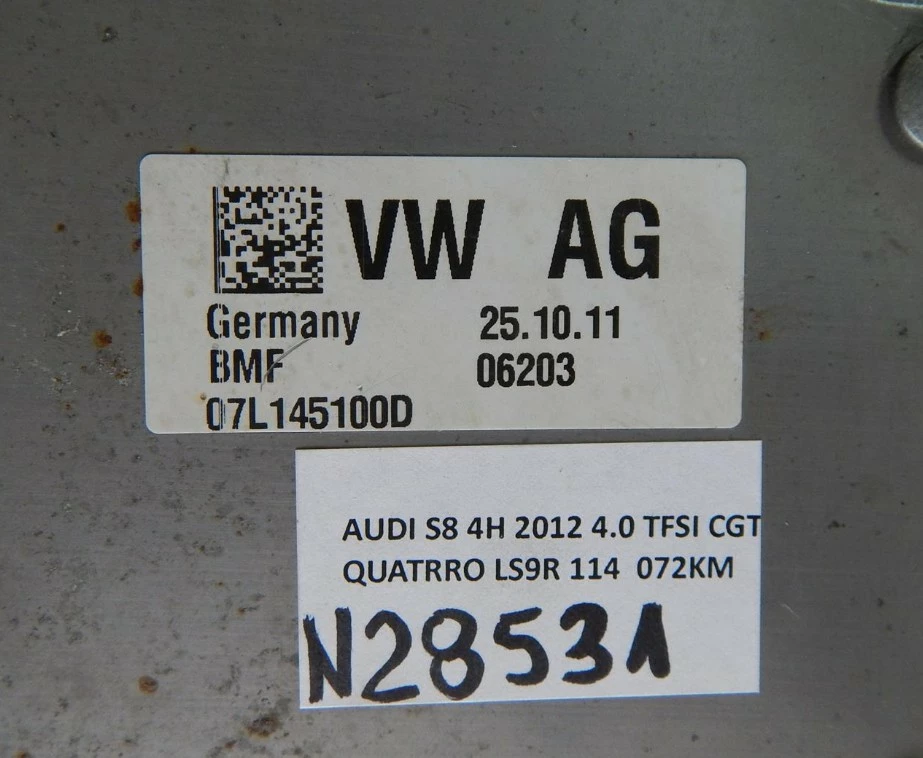 VW AG
Germany 25.10.11
BMF 06203
07L145100D
AUDI S8 4H 2012 4.0 TFSI CGT
QUATRRO LS9R 114 072KM
N2853A